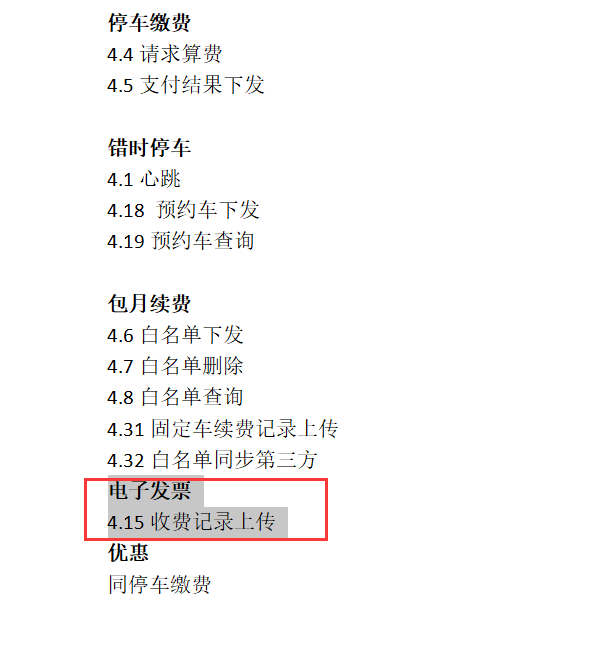 停车缴费
4.4 请求算费
4.5 支付结果下发
错时停车
4.1 心跳
4.18  预约车下发
4.19 预约车查询
包月续费
4.6 白名单下发
4.7 白名单删除
4.8 白名单查询
4.31 固定车续费记录上传
4.32 白名单同步第三方
电子发票
4.15 收费记录上传
优惠
同停车缴费